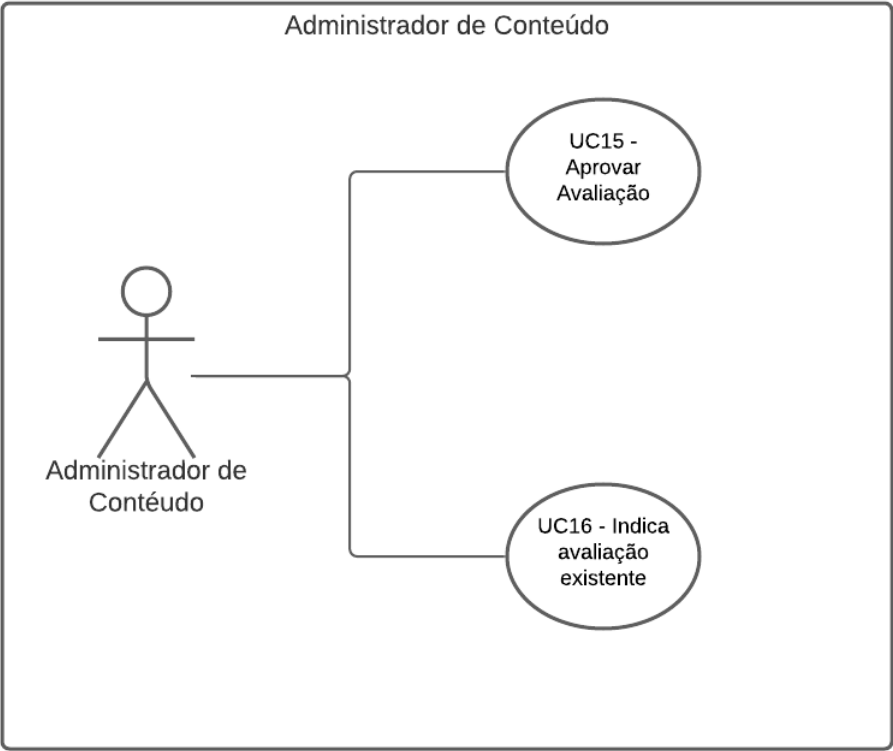 Administrador de Conteúdo
UC15 -
Aprovar
Avaliação
Administrador de
Contéudo
UC16 - Indica
avaliação
existente